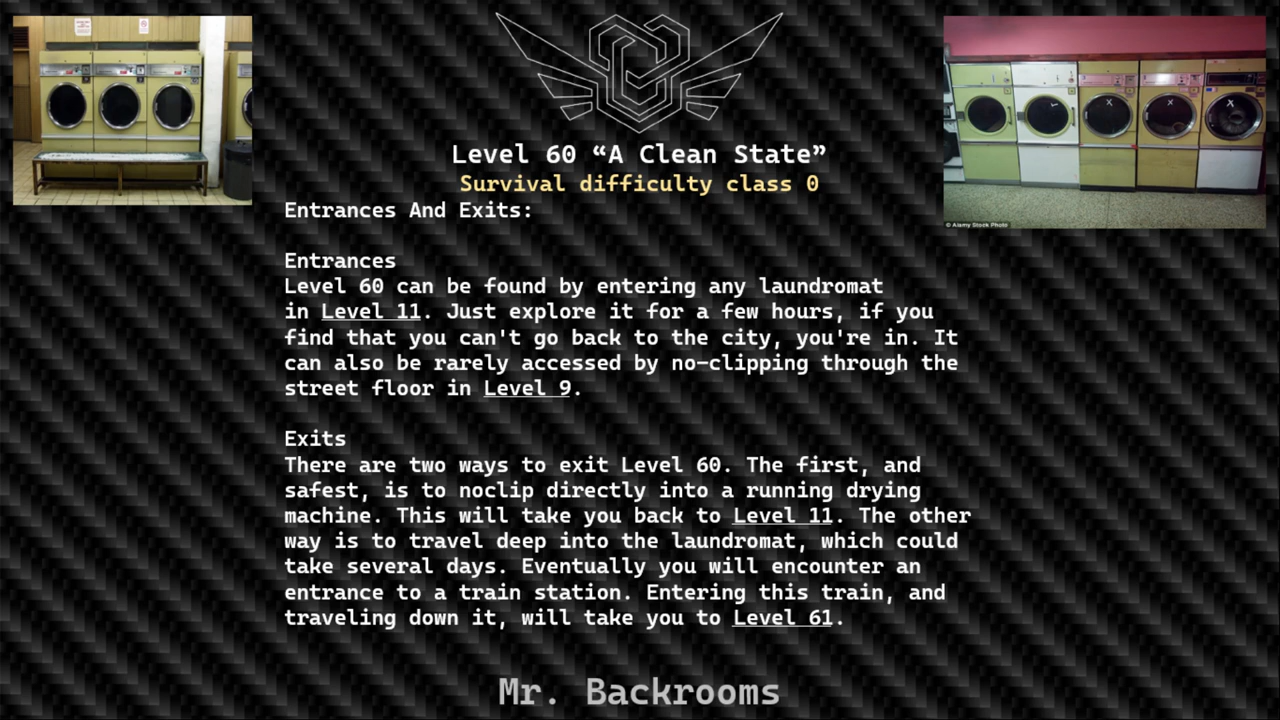 Level 60 “A Clean State”
Survival difficulty class 0
Entrances And Exits:
Entrances
Level 60 can be found by entering any laundromat
in Level 11. Just explore it for a few hours, if you
find that you can't go back to the city, you're in. It
can also be rarely accessed by no-clipping through the
street floor in Level 9.
Exits
There are two ways to exit Level 60. The first, and
safest, is to noclip directly into a running drying
machine. This will take you back to Level 11. The other
way is to travel deep into the laundromat, which could
take several days. Eventually you will encounter an
entrance to a train station. Entering this train, and
traveling down it, will take you to Level 61.
© Alamy Stock Photo
Mr. Backrooms